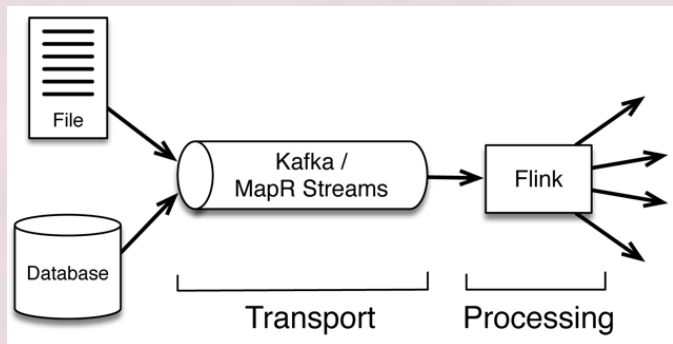 File
Database
Kafka /
MapR Streams
Flink
Transport
Processing